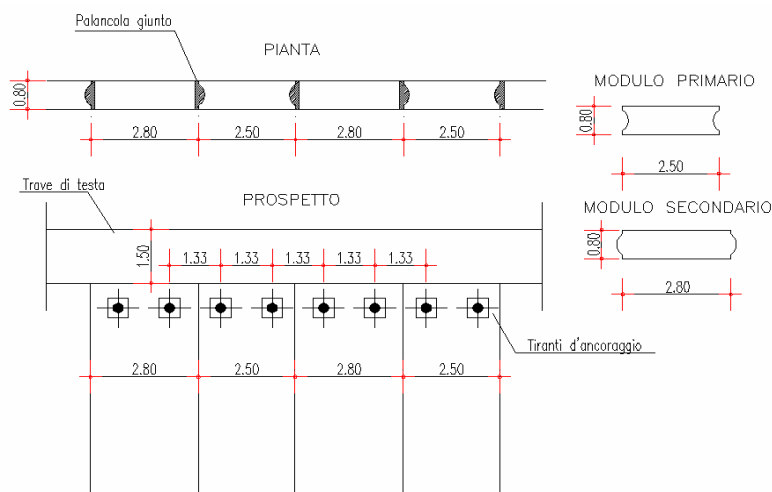 Palancola giunto
PIANTA
0.80
2.80 2.50 2.80 2.50
MODULO PRIMARIO
0.80
2.50
MODULO SECONDARIO
0.80
2.80
Trave di testa
PROSPETTO
1.50
1.33 1.33 1.33 1.33 1.33
Tiranti d'ancoraggio
2.80 2.50 2.80 2.50